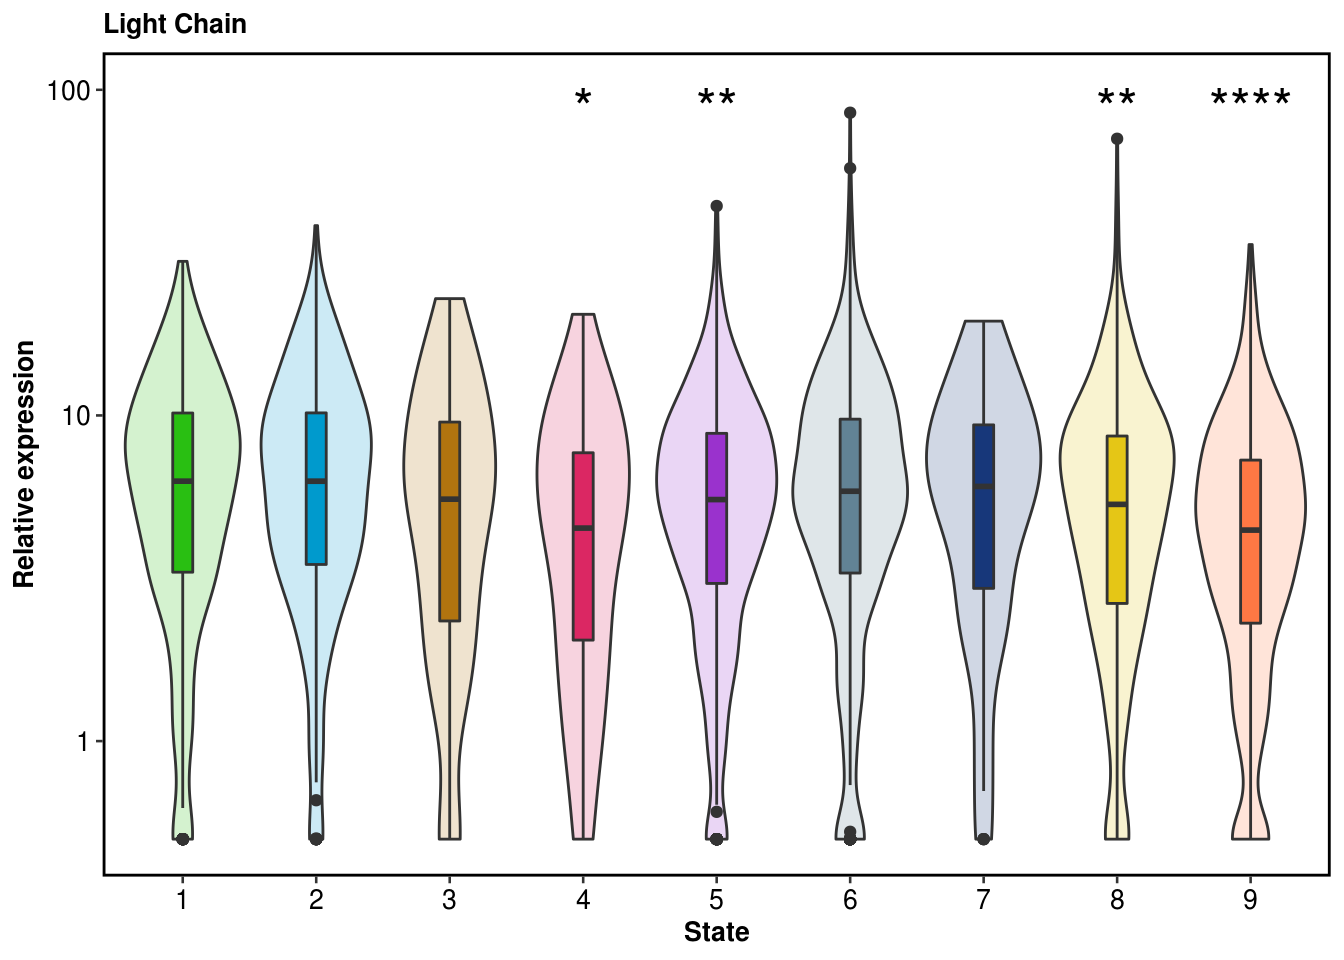 Light Chain
100
* ** ** ****
10
1
Relative expression
1 2 3 4 5 6 7 8 9
State